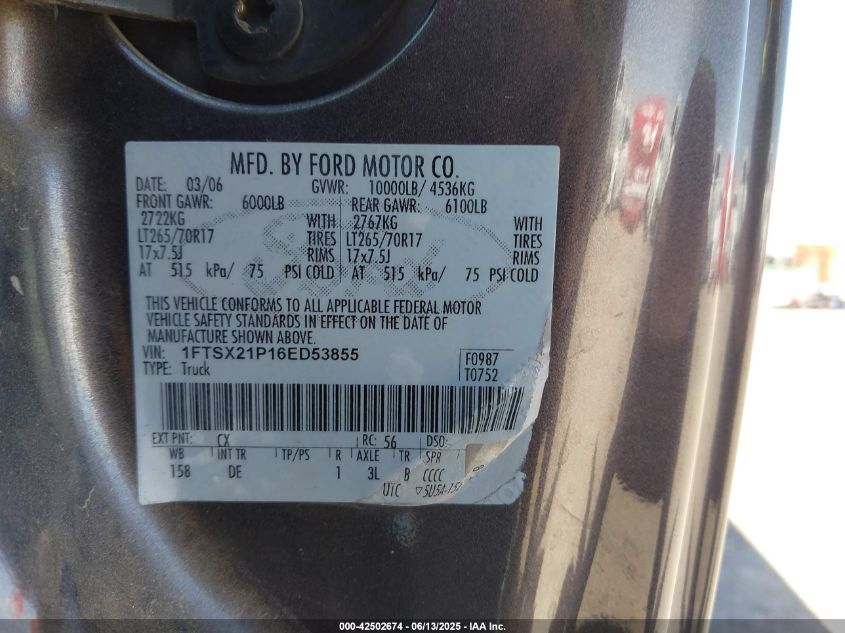 MFD. BY FORD MOTOR CO.
DATE: 03/06 GVWR: 10000LB/ 4536KG
FRONT GAWR: 6000LB REAR GAWR: 6100LB
2722KG WITH 2767KG WITH
LT265/70R17 TIRES LT265/70R17 TIRES
17x7.5J RIMS 17x7.5J RIMS
AT 515 kPa/ 75 PSI COLD AT 515 kPa/ 75 PSI COLD
THIS VEHICLE CONFORMS TO ALL APPLICABLE FEDERAL MOTOR
VEHICLE SAFETY STANDARDS IN EFFECT ON THE DATE OF
MANUFACTURE SHOWN ABOVE.
VIN: 1FTSX21P16ED53855 F0987
TYPE: Truck T0752
EXT PNT: CX RC: 56 DSO:
WB INT TR TP/PS R AXLE TR SPR
158 DE 1 3L B CCCC
UTC
000-42502674 - 06/13/2025 - IAA Inc.